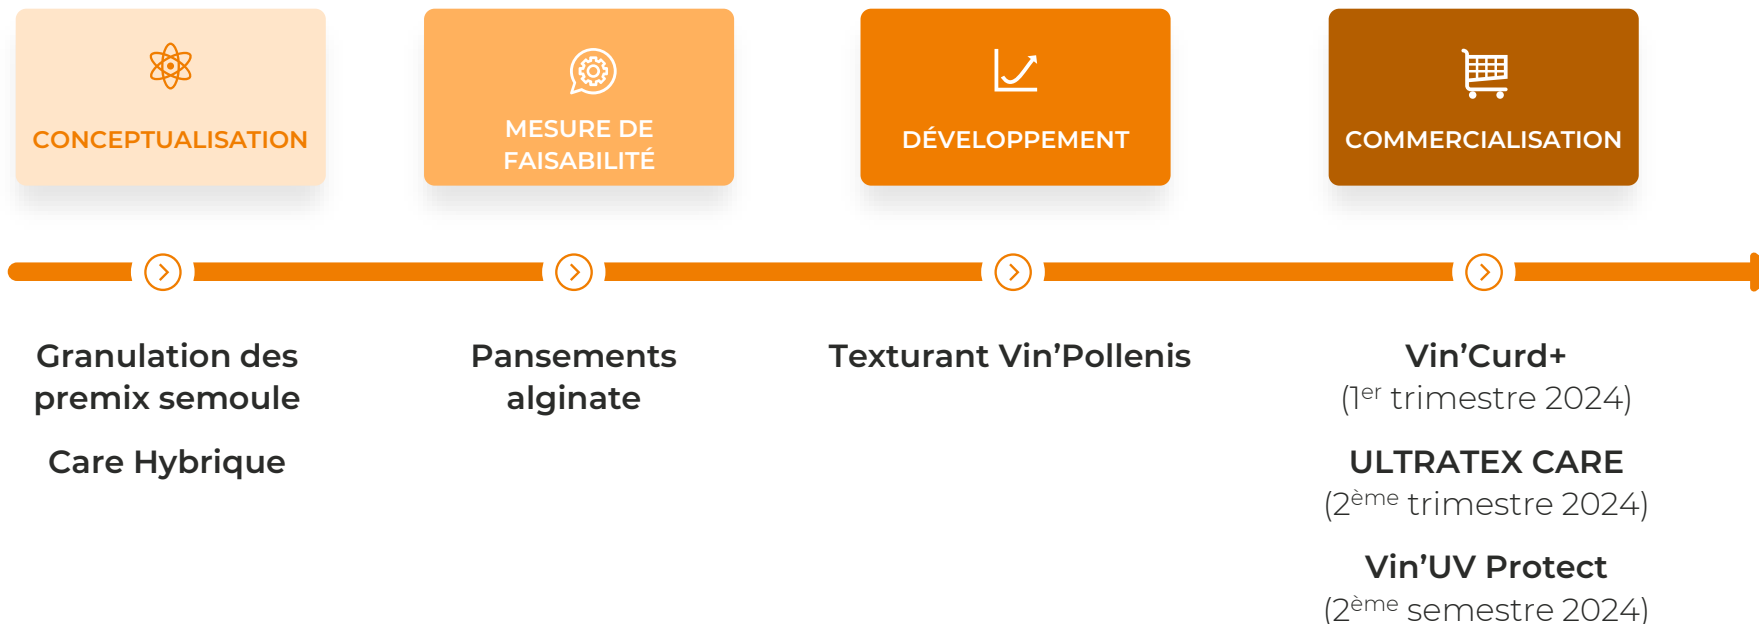 CONCEPTUALISATION
MESURE DE
FAISABILITÉ
DÉVELOPPEMENT
COMMERCIALISATION
Granulation des
premix semoule
Care Hybrique
Pansements
alginate
Texturant Vin’Pollenis
Vin’Curd+
(1er trimestre 2024)
ULTRATEX CARE
(2ème trimestre 2024)
Vin’UV Protect
(2ème semestre 2024)